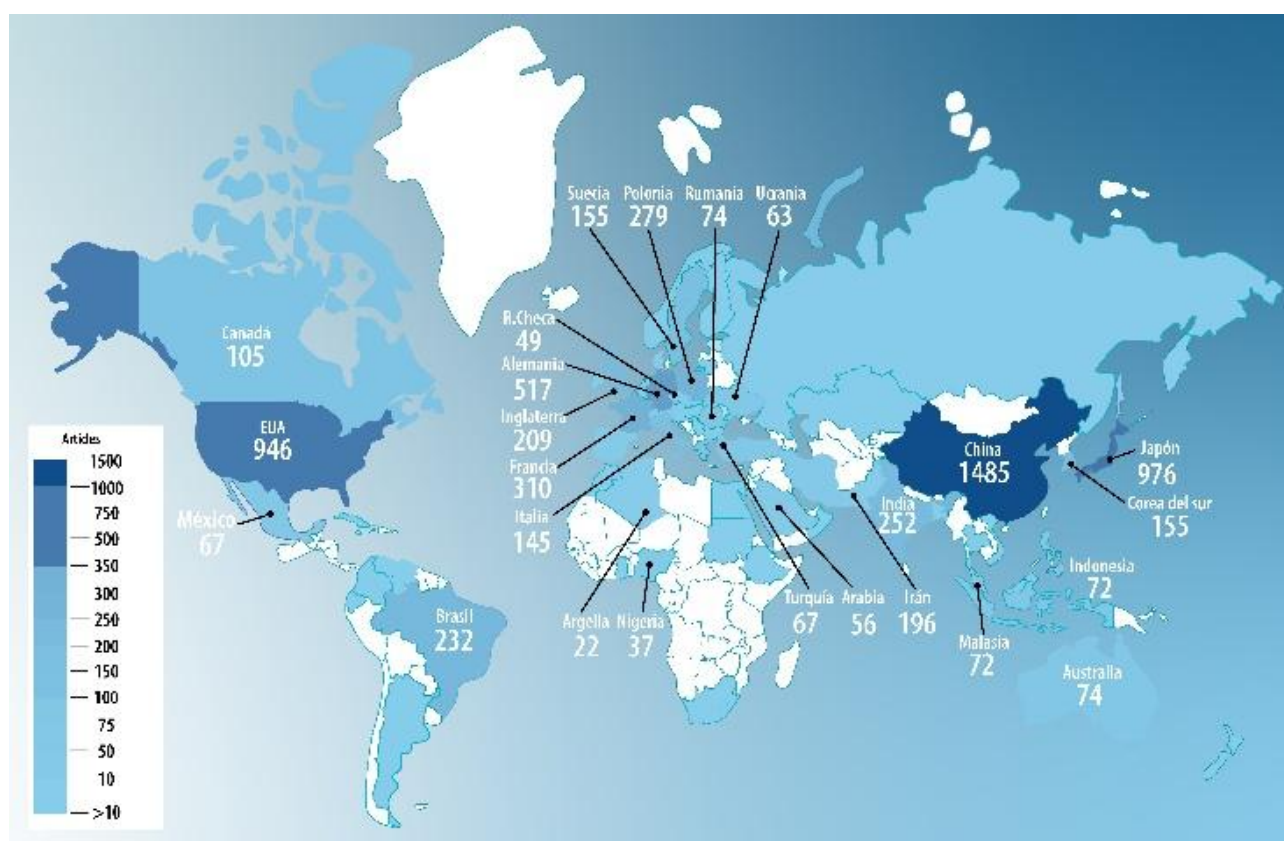 Suecia
155
Polonia
279
Rumania
74
Ucrania
63
R.Checa
49
Alemania
517
Inglaterra
209
Francia
310
Italia
145
Canadá
105
EUA
946
México
67
Brasil
232
Argelia
22
Nigeria
37
Turquía
67
Arabia
56
Irán
196
India
252
China
1485
Japón
976
Corea del sur
155
Indonesia
72
Malasia
72
Australia
74
Articles
1500
1000
750
500
350
300
250
200
150
100
75
50
10
>10